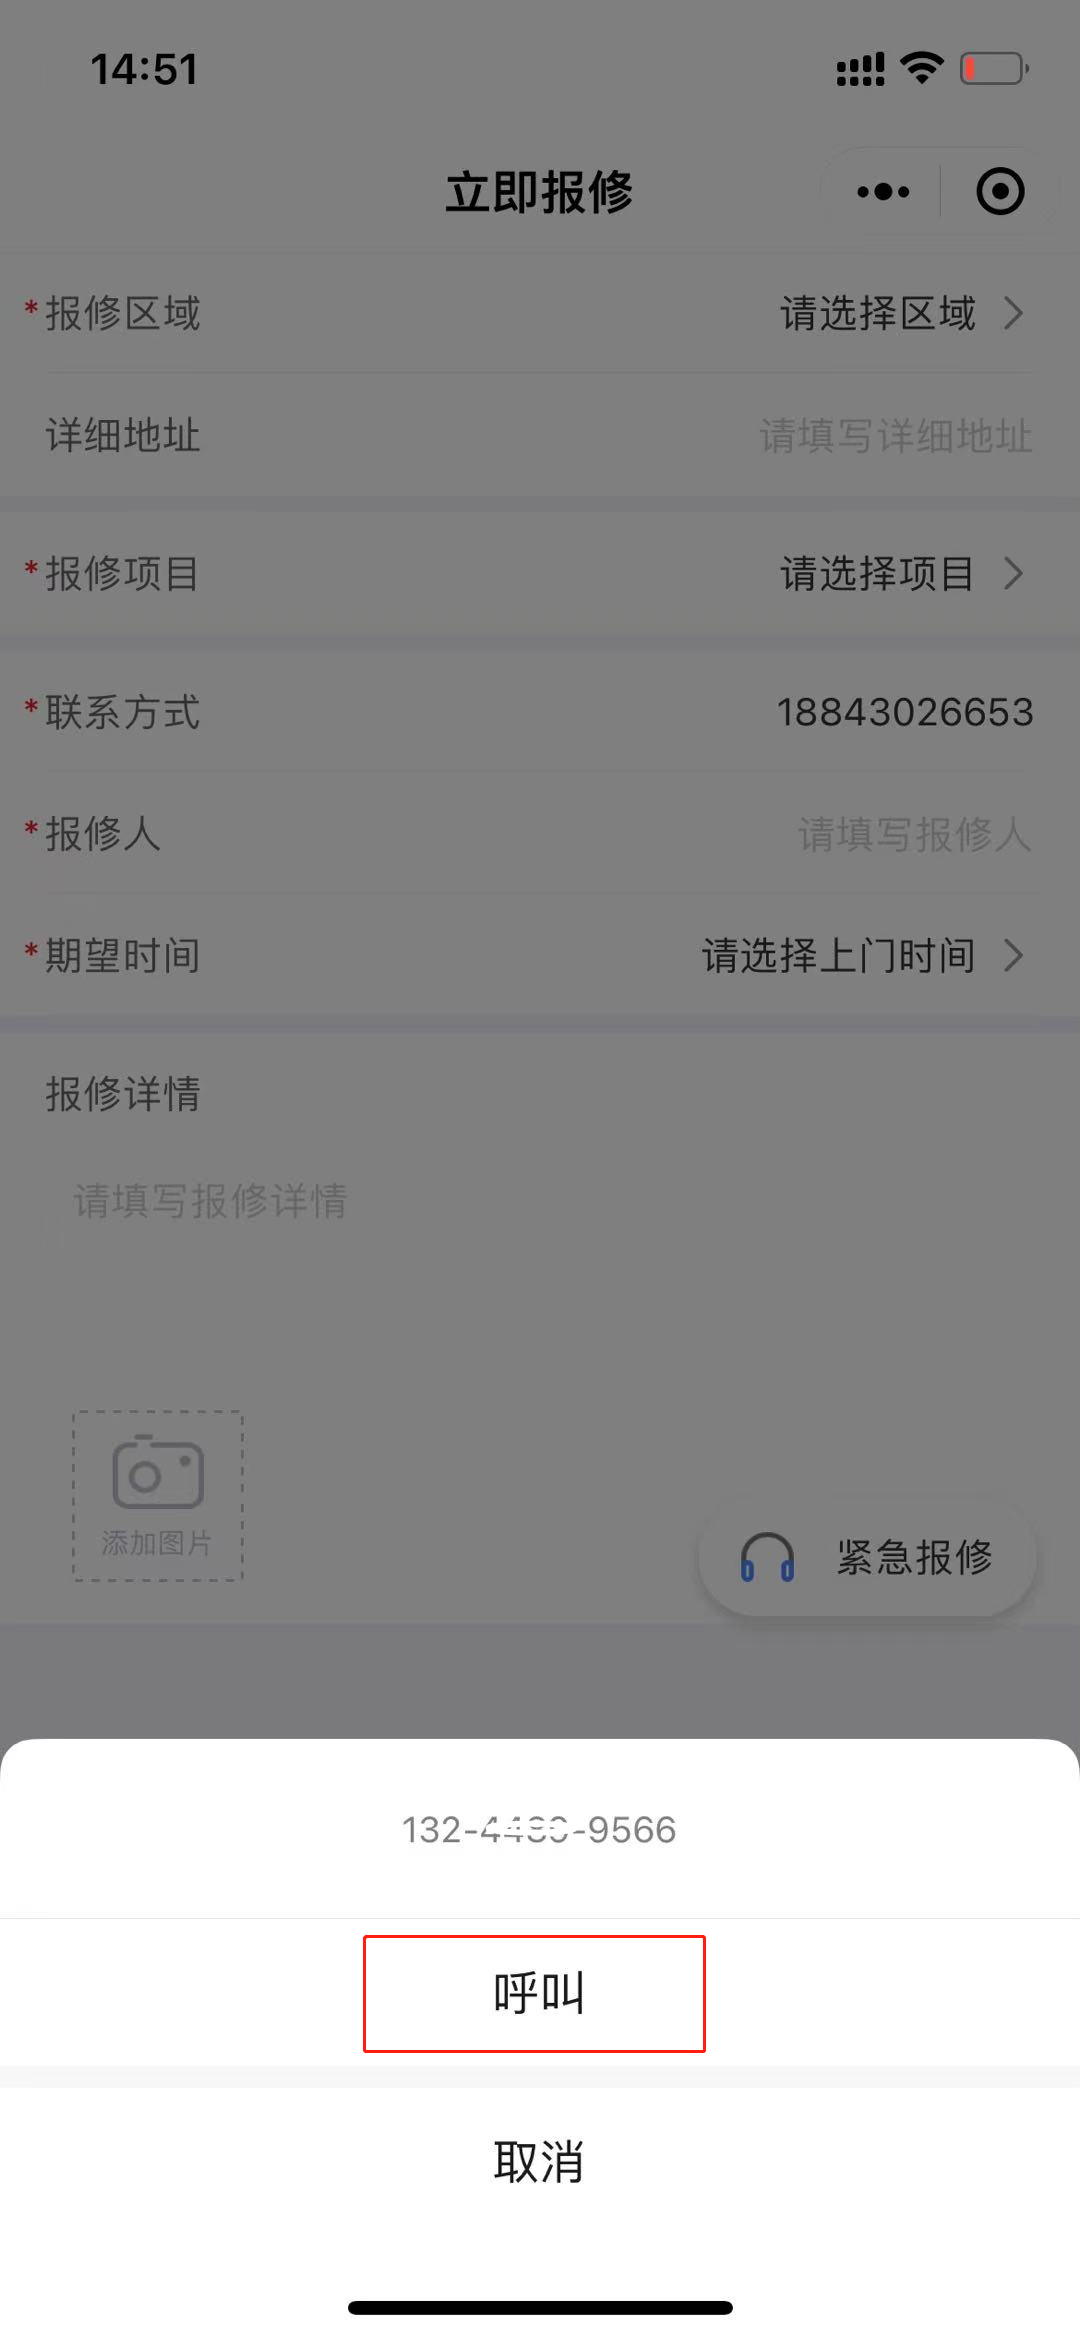 14:51
立即报修
*报修区域 请选择区域
详细地址 请填写详细地址
*报修项目 请选择项目
*联系方式 18843026653
*报修人 请填写报修人
*期望时间 请选择上门时间
报修详情
请填写报修详情
添加图片
紧急报修
132- -9566
呼叫
取消